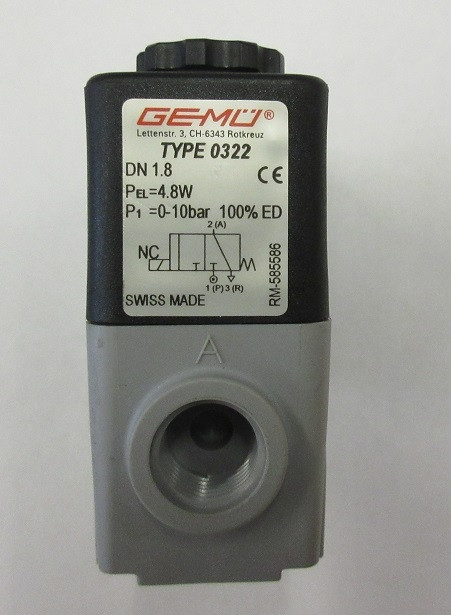 GEMÜ®
Lettenstr. 3, CH-6343 Rotkreuz
TYPE 0322
DN 1.8
CE
PEL=4.8W
P1 =0-10bar 100% ED
2 (A)
NC
1 (P) 3 (R)
SWISS MADE
RM-585586
A